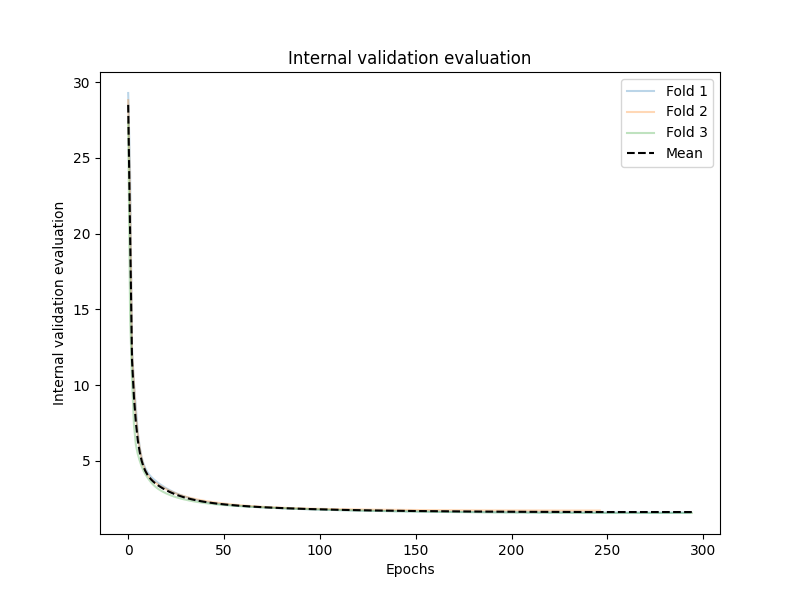 Internal validation evaluation
Fold 1
Fold 2
Fold 3
Mean
Internal validation evaluation
30
25
20
15
10
5
0 50 100 150 200 250 300
Epochs